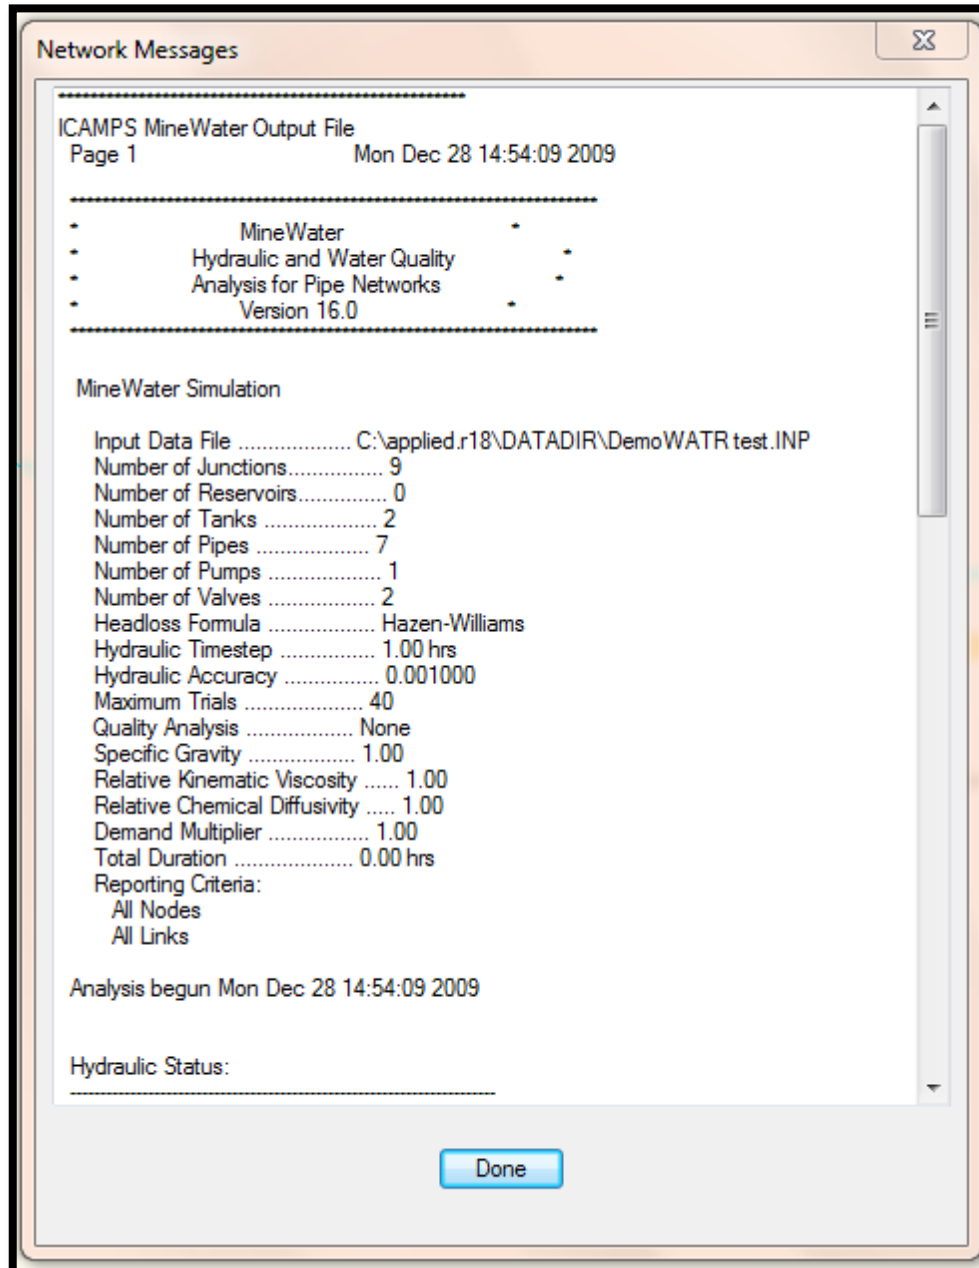 Network Messages
****************************************************
ICAMPS MineWater Output File
Page 1 Mon Dec 28 14:54:09 2009
*******************************************************************
* MineWater *
* Hydraulic and Water Quality *
* Analysis for Pipe Networks *
* Version 16.0 *
*******************************************************************
MineWater Simulation
Input Data File ................... C:\applied.r18\DATADIR\DemoWATR test.INP
Number of Junctions................ 9
Number of Reservoirs............... 0
Number of Tanks ................... 2
Number of Pipes ................... 7
Number of Pumps ................... 1
Number of Valves .................. 2
Headloss Formula .................. Hazen-Williams
Hydraulic Timestep ................ 1.00 hrs
Hydraulic Accuracy ................ 0.001000
Maximum Trials .................... 40
Quality Analysis .................. None
Specific Gravity .................. 1.00
Relative Kinematic Viscosity ...... 1.00
Relative Chemical Diffusivity ..... 1.00
Demand Multiplier ................. 1.00
Total Duration .................... 0.00 hrs
Reporting Criteria:
All Nodes
All Links
Analysis begun Mon Dec 28 14:54:09 2009
Hydraulic Status:
-----------------------------------------------------------------------
Done